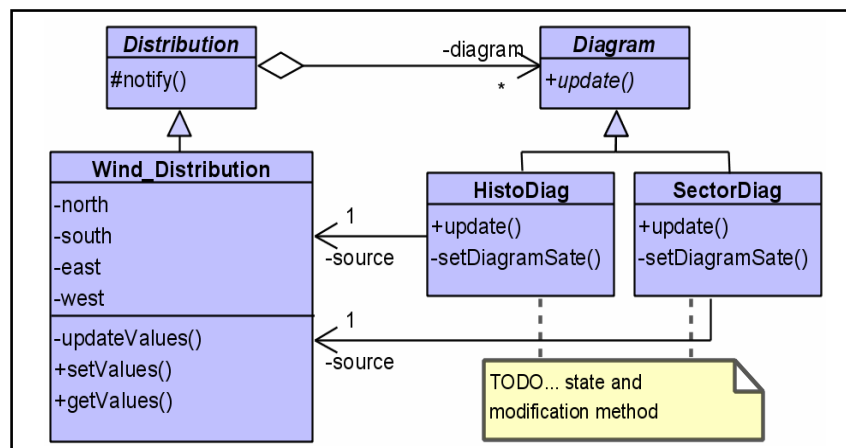 Distribution
#notify()
-diagram
*
Diagram
+update()
Wind_Distribution
-north
-south
-east
-west
-updateValues()
+setValues()
+getValues()
1
-source
HistoDiag
+update()
-setDiagramSate()
SectorDiag
+update()
-setDiagramSate()
1
-source
TODO... state and
modification method